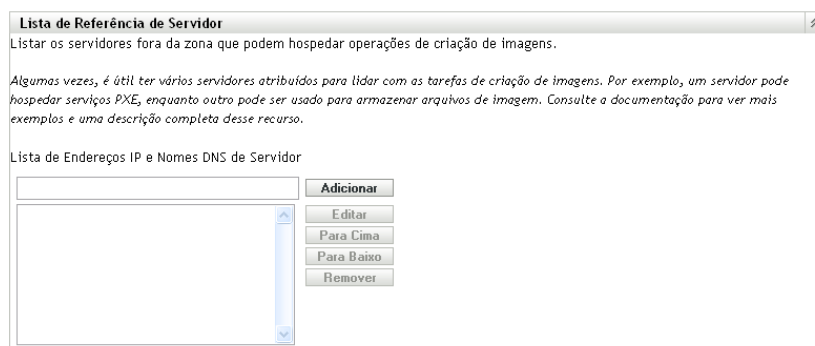 Lista de Referência de Servidor
Listar os servidores fora da zona que podem hospedar operações de criação de imagens.
Algumas vezes, é útil ter vários servidores atribuídos para lidar com as tarefas de criação de imagens. Por exemplo, um servidor pode
hospedar serviços PXE, enquanto outro pode ser usado para armazenar arquivos de imagem. Consulte a documentação para ver mais
exemplos e uma descrição completa desse recurso.
Lista de Endereços IP e Nomes DNS de Servidor
Adicionar
Editar
Para Cima
Para Baixo
Remover